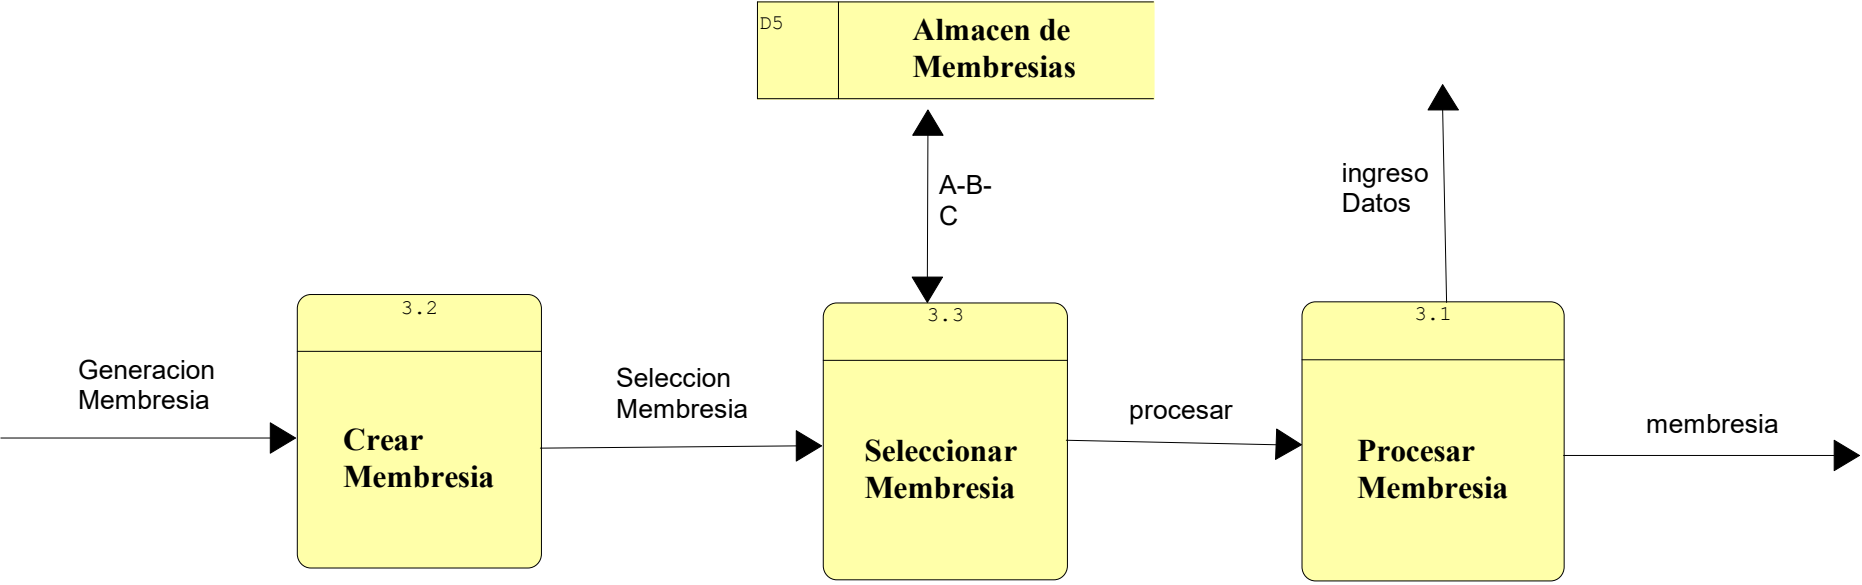 D5
Almacen de
Membresias
A-B-
C
ingreso
Datos
Generacion
Membresia
3.2
Crear
Membresia
Seleccion
Membresia
3.3
Seleccionar
Membresia
procesar
3.1
Procesar
Membresia
membresia